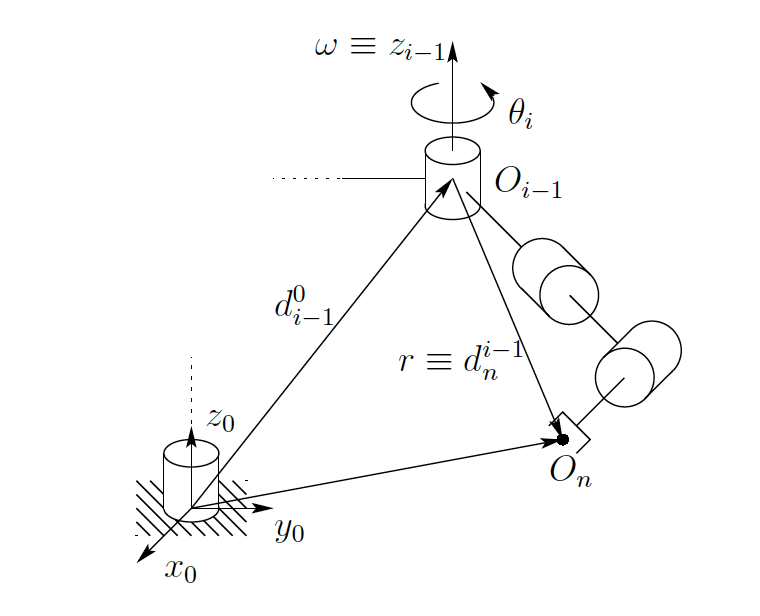 ω ≡ z_{i−1}
θ_i
O_{i−1}
d^0_{i−1}
r ≡ d^{i−1}_n
z_0
O_n
y_0
x_0